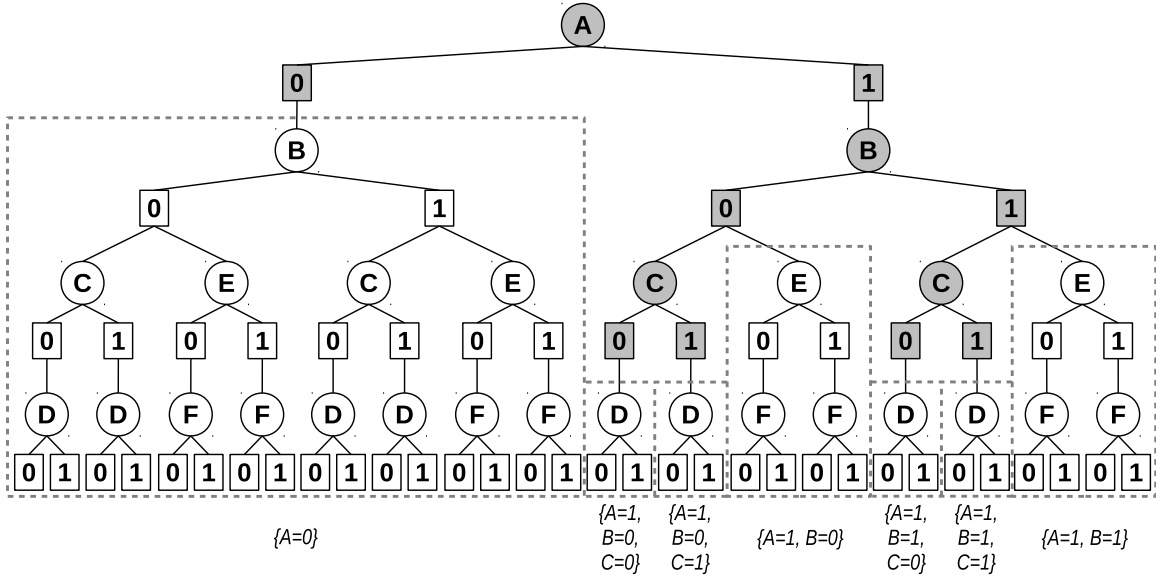 A
0 1
B B
0 1 0 1
C E C E C E C E
0 1 0 1 0 1 0 1 0 1 0 1 0 1 0 1
D D F F D D F F D D F F D D F F
0 1 0 1 0 1 0 1 0 1 0 1 0 1 0 1 0 1 0 1 0 1 0 1 0 1 0 1 0 1 0 1
{A=0}
{A=1,
B=0,
C=0}
{A=1,
B=0,
C=1}
{A=1, B=0}
{A=1,
B=1,
C=0}
{A=1,
B=1,
C=1}
{A=1, B=1}